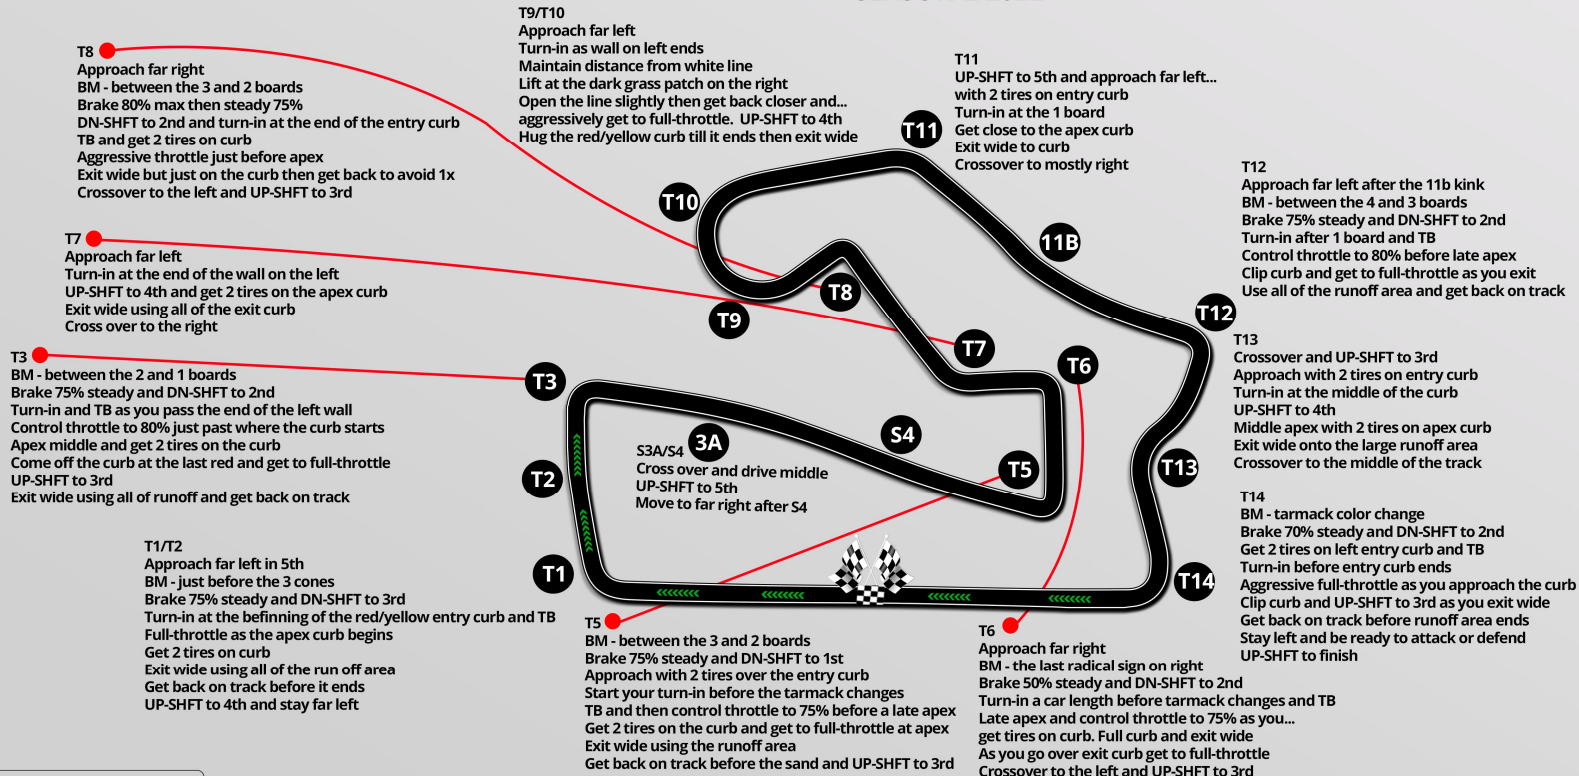 T9/T10
Approach far left
Turn-in as wall on left ends
Maintain distance from white line
Lift at the dark grass patch on the right
Open the line slightly then get back closer and...
aggressively get to full-throttle. UP-SHFT to 4th
Hug the red/yellow curb till it ends then exit wide
T8
Approach far right
BM - between the 3 and 2 boards
Brake 80% max then steady 75%
DN-SHFT to 2nd and turn-in at the end of the entry curb
TB and get 2 tires on curb
Aggressive throttle just before apex
Exit wide but just on the curb then get back to avoid 1x
Crossover to the left and UP-SHFT to 3rd
T11
UP-SHFT to 5th and approach far left...
with 2 tires on entry curb
Turn-in at the 1 board
Get close to the apex curb
Exit wide to curb
Crossover to mostly right
T12
Approach far left after the 11b kink
BM - between the 4 and 3 boards
Brake 75% steady and DN-SHFT to 2nd
Turn-in after 1 board and TB
Control throttle to 80% before late apex
Clip curb and get to full-throttle as you exit
Use all of the runoff area and get back on track
T7
Approach far left
Turn-in at the end of the wall on the left
UP-SHFT to 4th and get 2 tires on the apex curb
Exit wide using all of the exit curb
Cross over to the right
T3
BM - between the 2 and 1 boards
Brake 75% steady and DN-SHFT to 2nd
Turn-in and TB as you pass the end of the left wall
Control throttle to 80% just past where the curb starts
Apex middle and get 2 tires on the curb
Come off the curb at the last red and get to full-throttle
UP-SHFT to 3rd
Exit wide using all of runoff and get back on track
T13
Crossover and UP-SHFT to 3rd
Approach with 2 tires on entry curb
Turn-in at the middle of the curb
UP-SHFT to 4th
Middle apex with 2 tires on apex curb
Exit wide onto the large runoff area
Crossover to the middle of the track
S3A/S4
Cross over and drive middle
UP-SHFT to 5th
Move to far right after S4
T14
BM - tarmack color change
Brake 70% steady and DN-SHFT to 2nd
Get 2 tires on left entry curb and TB
Turn-in before entry curb ends
Aggressive full-throttle as you approach the curb
Clip curb and UP-SHFT to 3rd as you exit wide
Get back on track before runoff area ends
Stay left and be ready to attack or defend
UP-SHFT to finish
T1/T2
Approach far left in 5th
BM - just before the 3 cones
Brake 75% steady and DN-SHFT to 3rd
Turn-in at the befinning of the red/yellow entry curb and TB
Full-throttle as the apex curb begins
Get 2 tires on curb
Exit wide using all of the run off area
Get back on track before it ends
UP-SHFT to 4th and stay far left
T5
BM - between the 3 and 2 boards
Brake 75% steady and DN-SHFT to 1st
Approach with 2 tires over the entry curb
Start your turn-in before the tarmack changes
TB and then control throttle to 75% before a late apex
Get 2 tires on the curb and get to full-throttle at apex
Exit wide using the runoff area
Get back on track before the sand and UP-SHFT to 3rd
T6
Approach far right
BM - the last radical sign on right
Brake 50% steady and DN-SHFT to 2nd
Turn-in a car length before tarmack changes and TB
Late apex and control throttle to 75% as you...
get tires on curb. Full curb and exit wide
As you go over exit curb get to full-throttle
Crossover to the left and UP-SHFT to 3rd
T11
T10
11B
T8
T9
T12
T7
T6
T3
3A
S4
T5
T13
T2
T1
T14